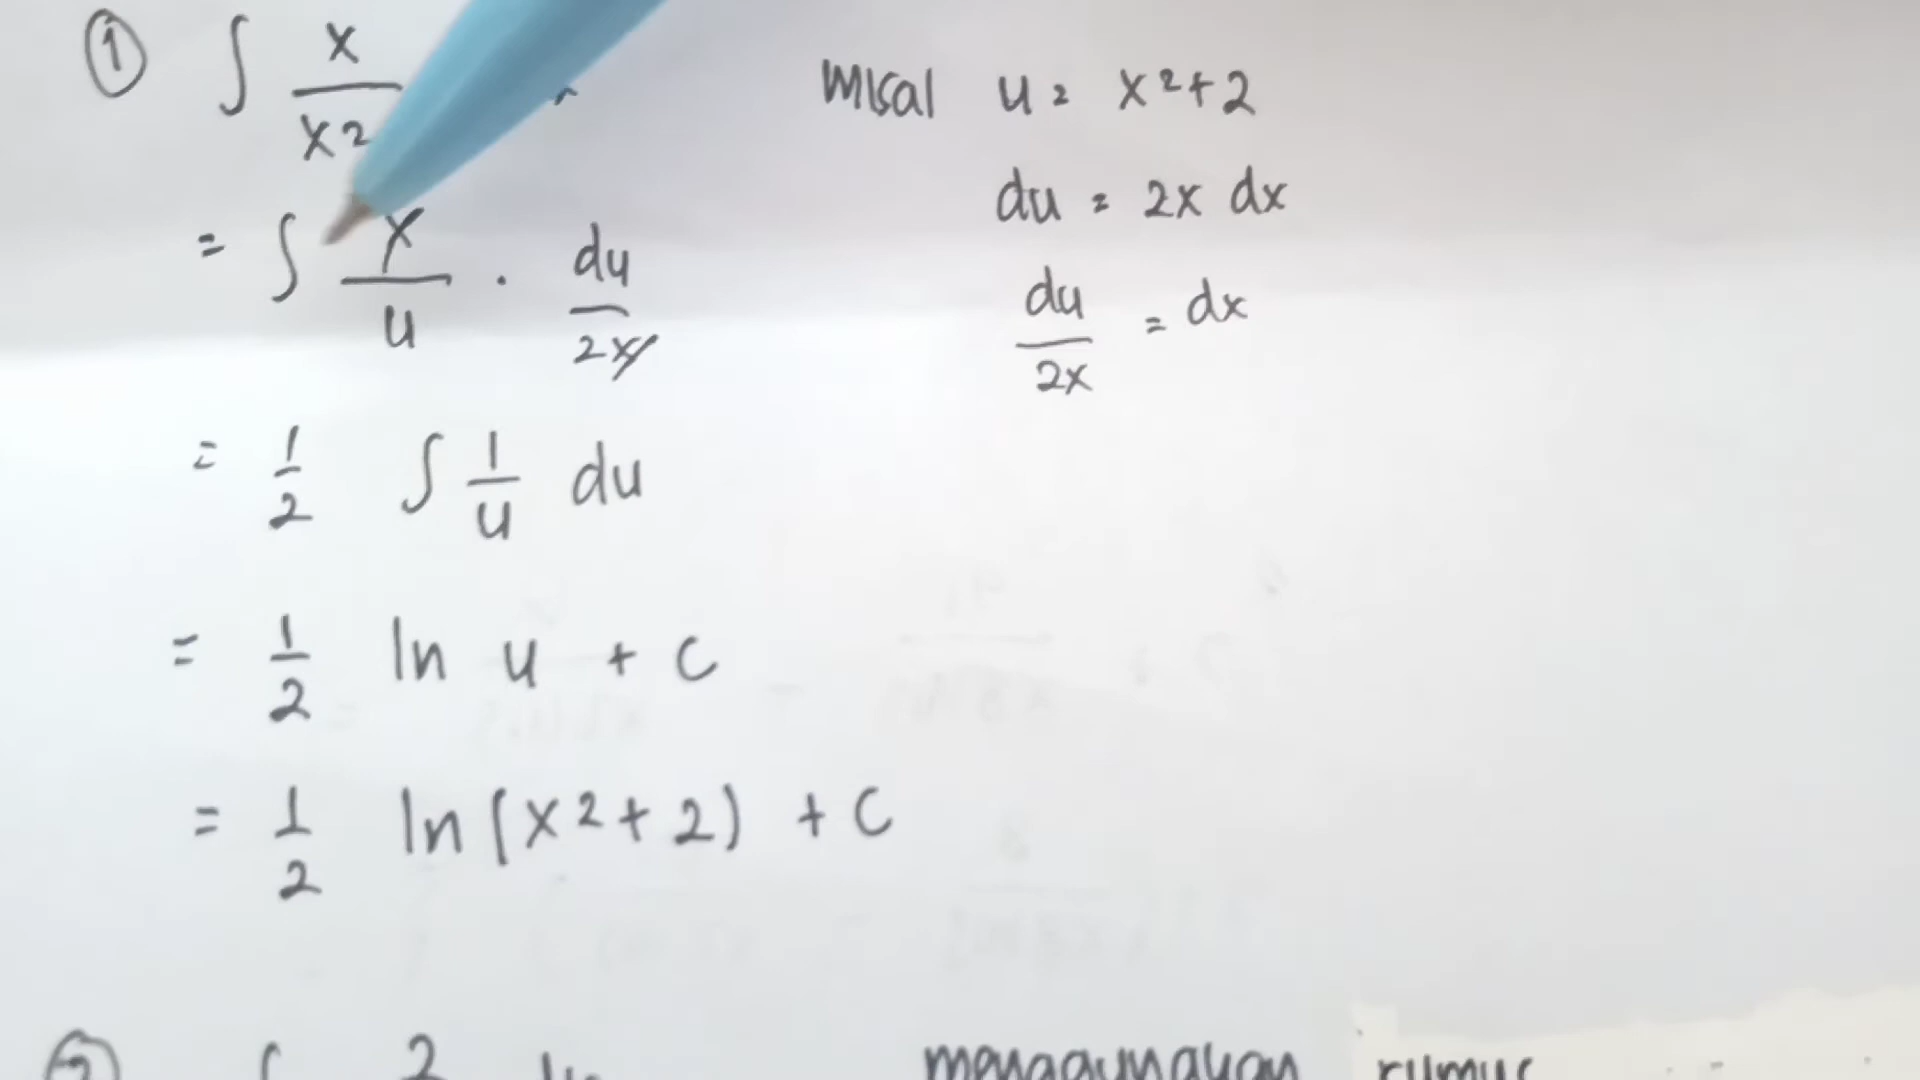 ① ∫ x / x²
Misal u = x² + 2
du = 2x dx
du / 2x = dx
= ∫ x / u · du / 2x
= 1/2 ∫ 1/u du
= 1/2 ln u + C
= 1/2 ln (x² + 2) + C
menggunakan rumus